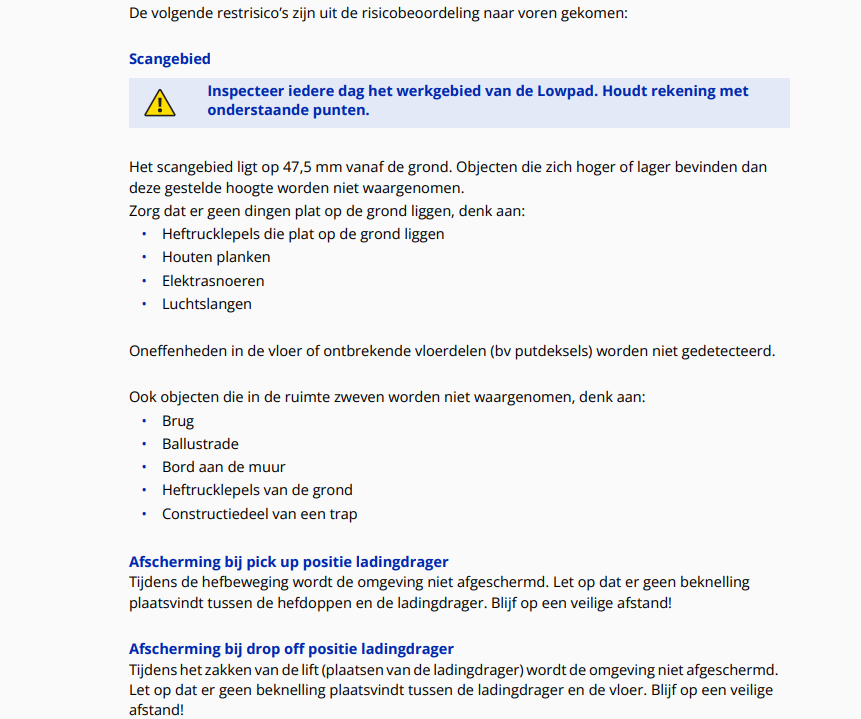 De volgende restrisico’s zijn uit de risicobeoordeling naar voren gekomen:
Scangebied
Inspecteer iedere dag het werkgebied van de Lowpad. Houdt rekening met
onderstaande punten.
Het scangebied ligt op 47,5 mm vanaf de grond. Objecten die zich hoger of lager bevinden dan
deze gestelde hoogte worden niet waargenomen.
Zorg dat er geen dingen plat op de grond liggen, denk aan:
• Heftrucklepels die plat op de grond liggen
• Houten planken
• Elektrasnoeren
• Luchtslangen
Oneffenheden in de vloer of ontbrekende vloerdelen (bv putdeksels) worden niet gedetecteerd.
Ook objecten die in de ruimte zweven worden niet waargenomen, denk aan:
• Brug
• Ballustrade
• Bord aan de muur
• Heftrucklepels van de grond
• Constructiedeel van een trap
Afscherming bij pick up positie ladingdrager
Tijdens de hefbeweging wordt de omgeving niet afgeschermd. Let op dat er geen beknelling
plaatsvindt tussen de hefdoppen en de ladingdrager. Blijf op een veilige afstand!
Afscherming bij drop off positie ladingdrager
Tijdens het zakken van de lift (plaatsen van de ladingdrager) wordt de omgeving niet afgeschermd.
Let op dat er geen beknelling plaatsvindt tussen de ladingdrager en de vloer. Blijf op een veilige
afstand!